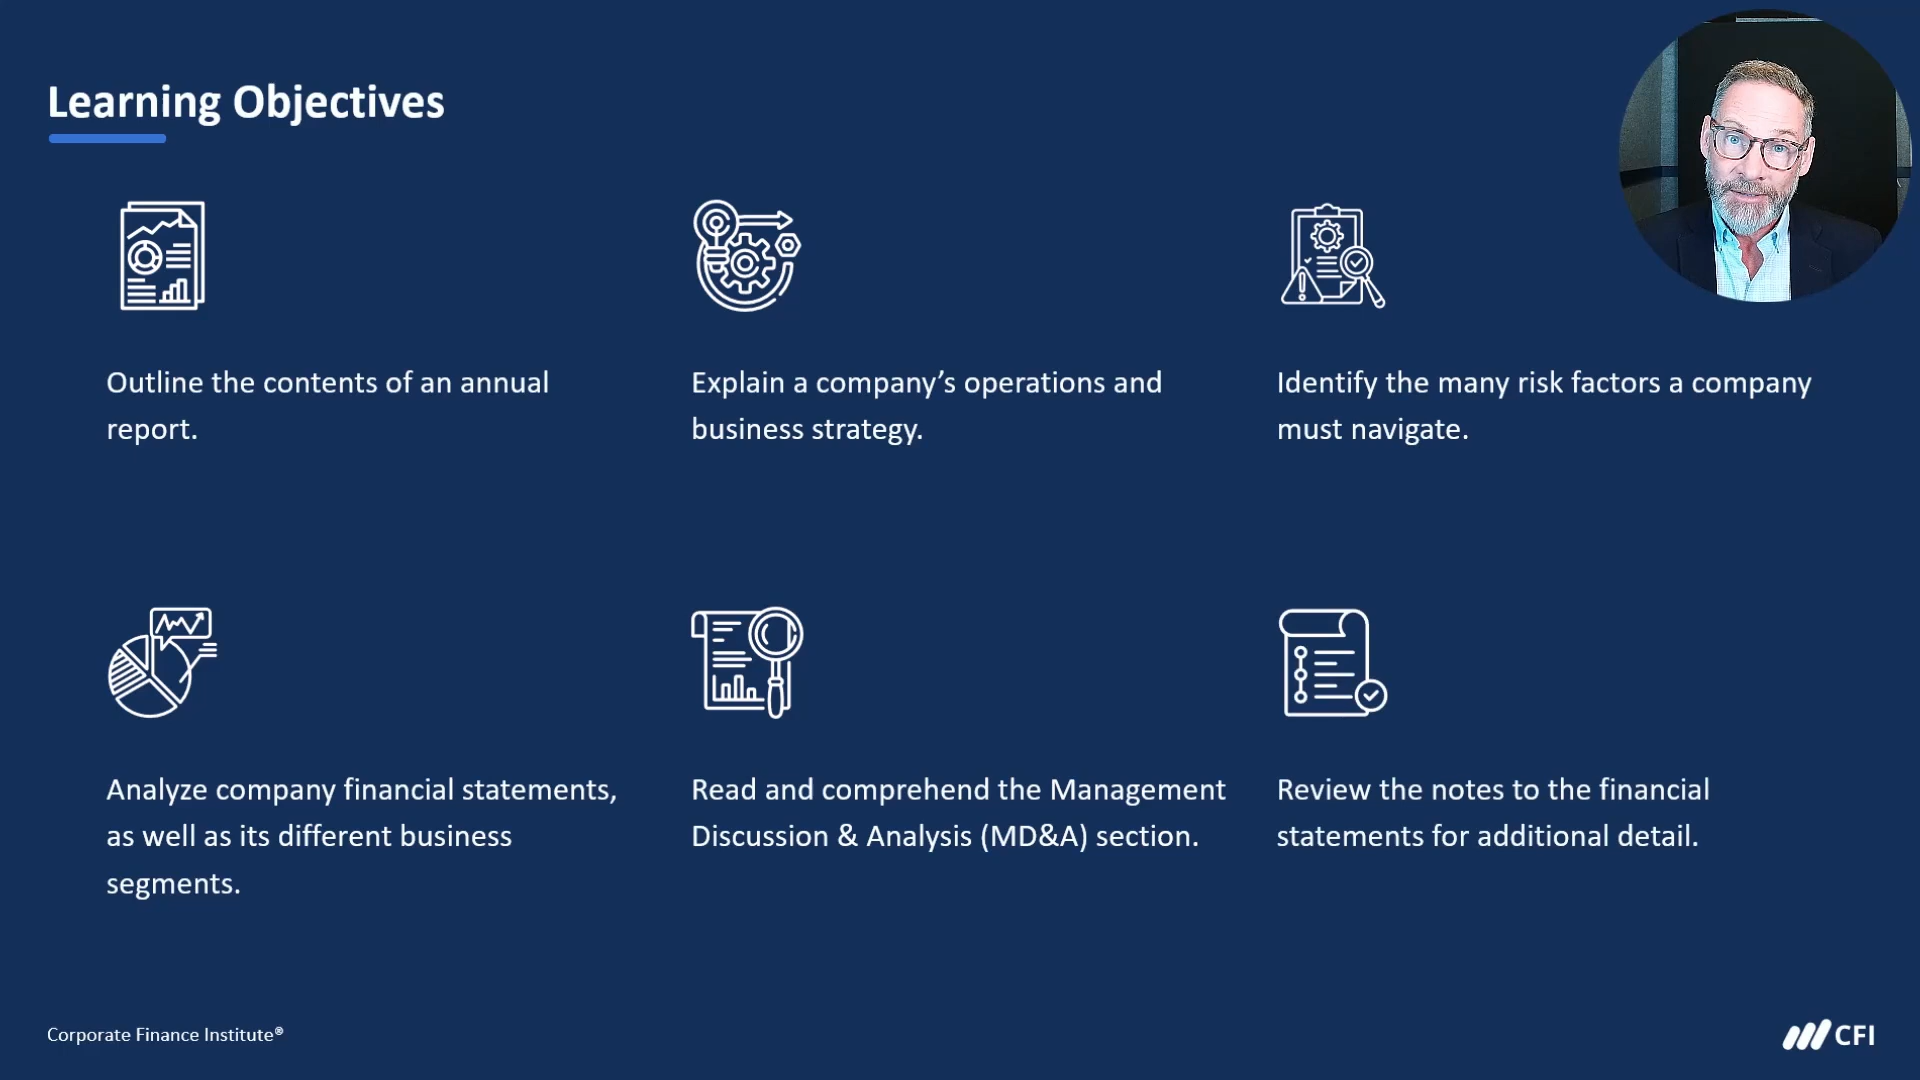 Learning Objectives
Outline the contents of an annual
report.
Explain a company’s operations and
business strategy.
Identify the many risk factors a company
must navigate.
Analyze company financial statements,
as well as its different business
segments.
Read and comprehend the Management
Discussion & Analysis (MD&A) section.
Review the notes to the financial
statements for additional detail.
Corporate Finance Institute®
CFI